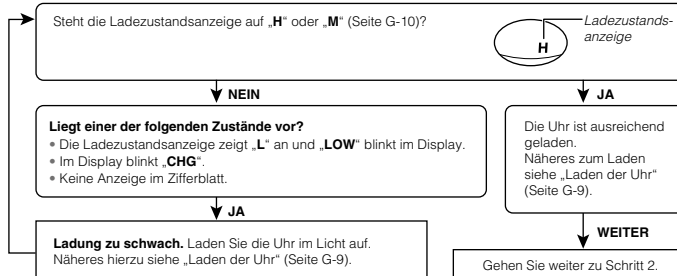 Steht die Ladezustandsanzeige auf „H“ oder „M“ (Seite G-10)?
Ladezustands-
anzeige
H
NEIN
JA
Liegt einer der folgenden Zustände vor?
• Die Ladezustandsanzeige zeigt „L“ an und „LOW“ blinkt im Display.
• Im Display blinkt „CHG“.
• Keine Anzeige im Zifferblatt.
Die Uhr ist ausreichend
geladen.
Näheres zum Laden
siehe „Laden der Uhr“
(Seite G-9).
JA
WEITER
Ladung zu schwach. Laden Sie die Uhr im Licht auf.
Näheres hierzu siehe „Laden der Uhr“ (Seite G-9).
Gehen Sie weiter zu Schritt 2.